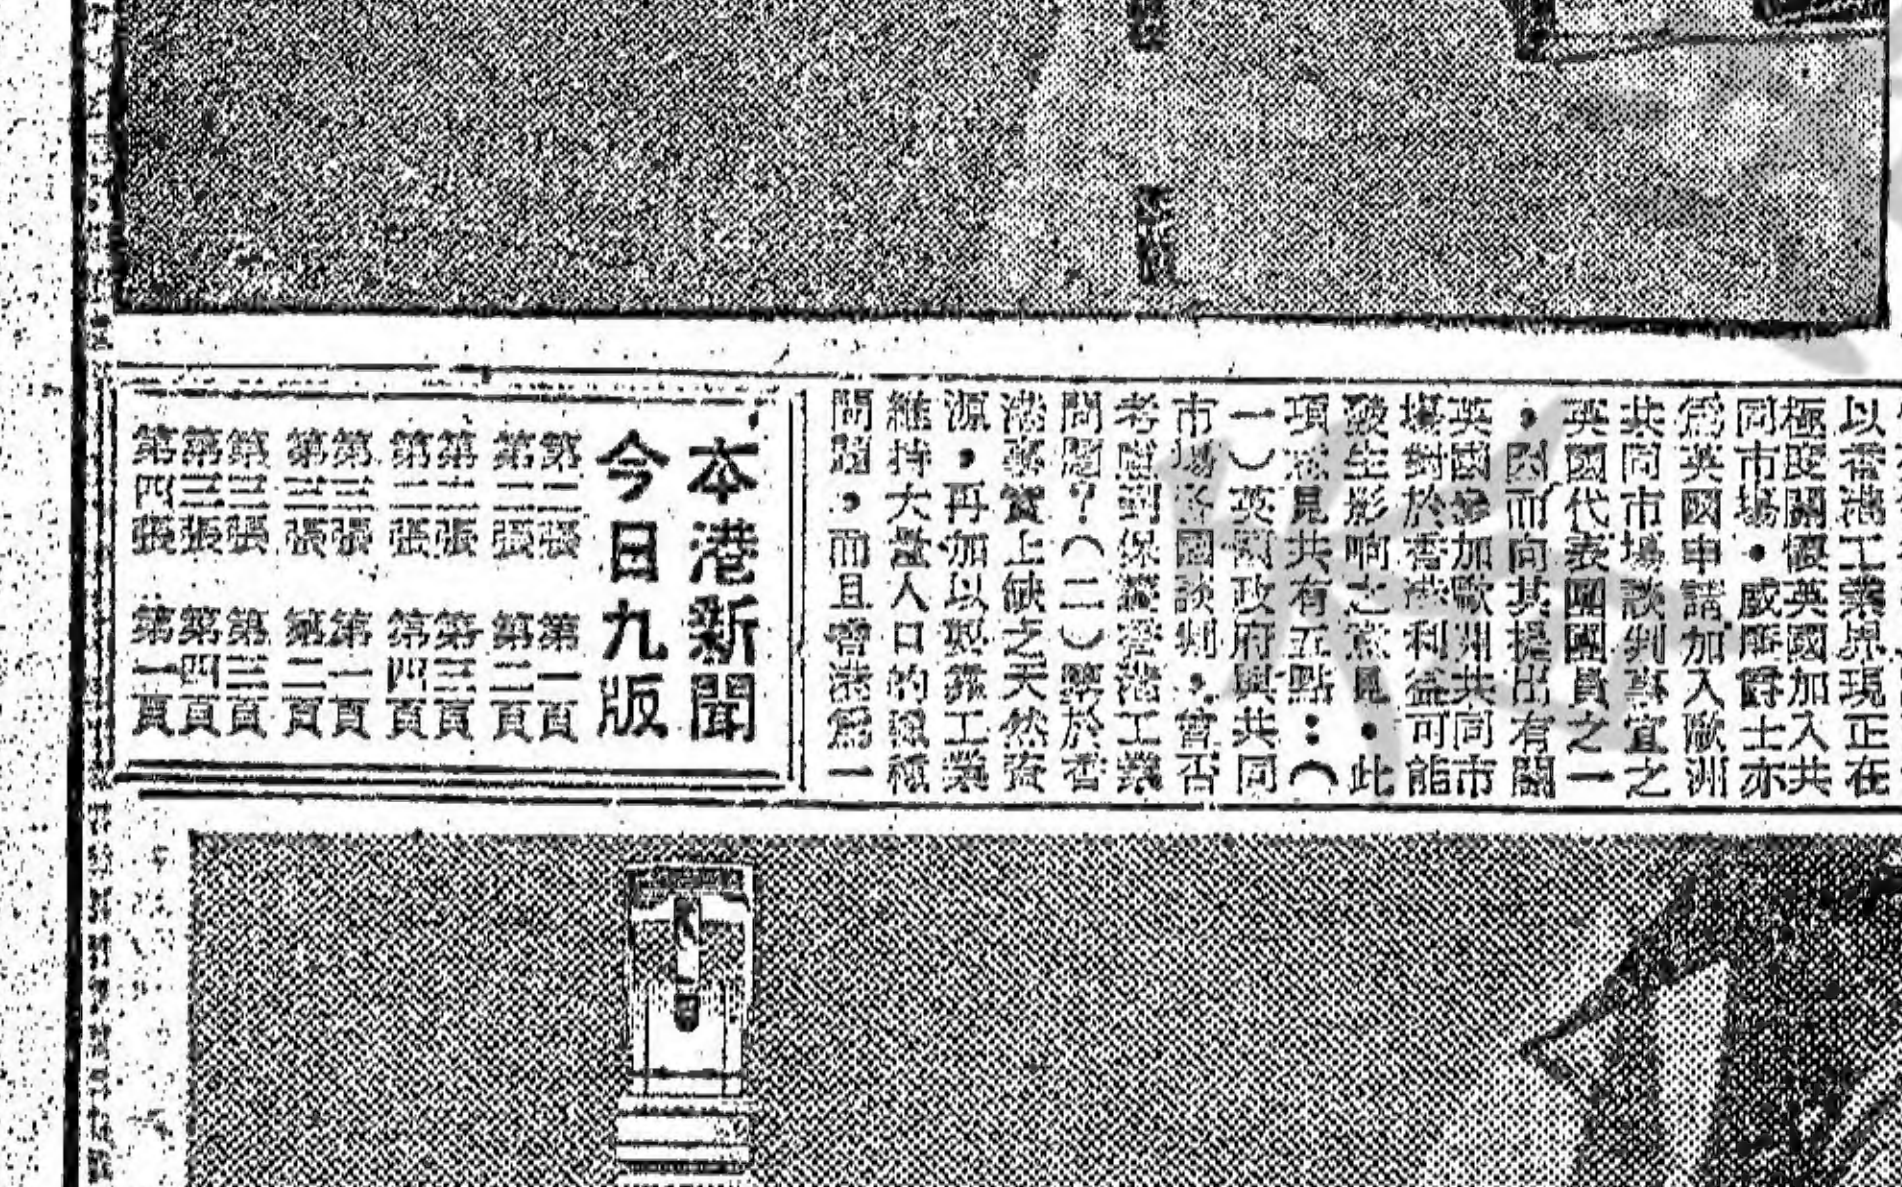 以香港工業界現正在
極度關懷英國加入共
同市場・戚廕爵士亦
爲英國申請加入歐洲
共同市場談判事宜之
英國代表團團員之一
，因而向其提出有關
英國參加歐洲共同市
場對於香港利益可能
發生影响之意見・此
項意見共有五點：（
一）英國政府與共同
市場各國談判，曾否
考慮到保護香港工業
問題？（二）鑒於香
港事實上缺乏天然資
源，再加以工業
維持大量人口的職
問題，而且香港爲一
本港新聞
今日九版
第二張 第一頁
第二張 第二頁
第二張 第三頁
第二張 第四頁
第三張 第一頁
第三張 第二頁
第三張 第三頁
第三張 第四頁
第四張 第一頁